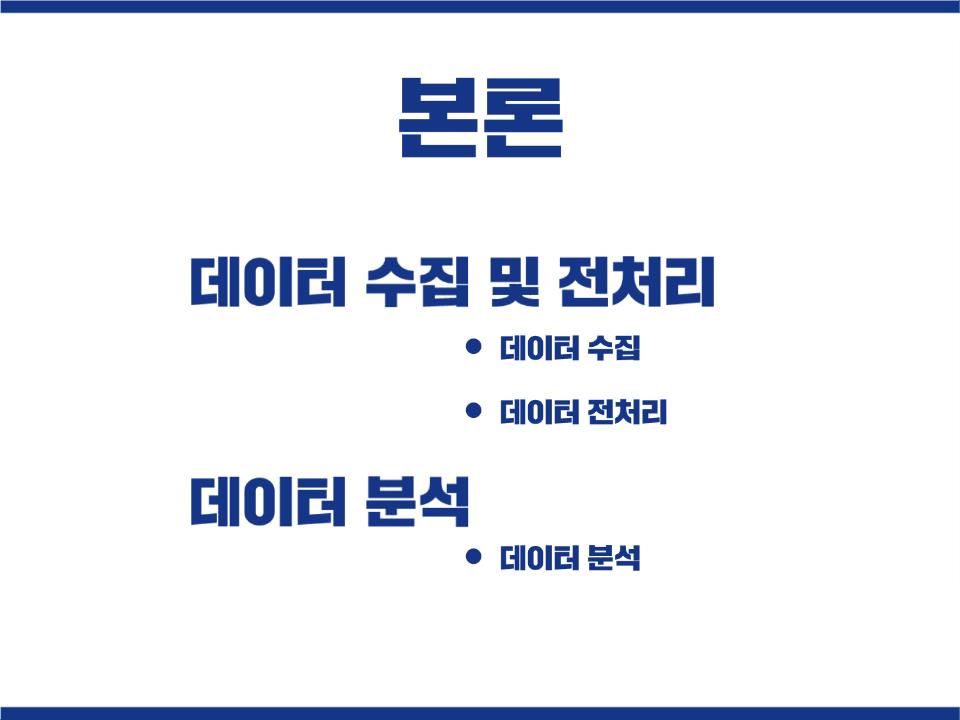 본론
데이터 수집 및 전처리
● 데이터 수집
● 데이터 전처리
데이터 분석
● 데이터 분석